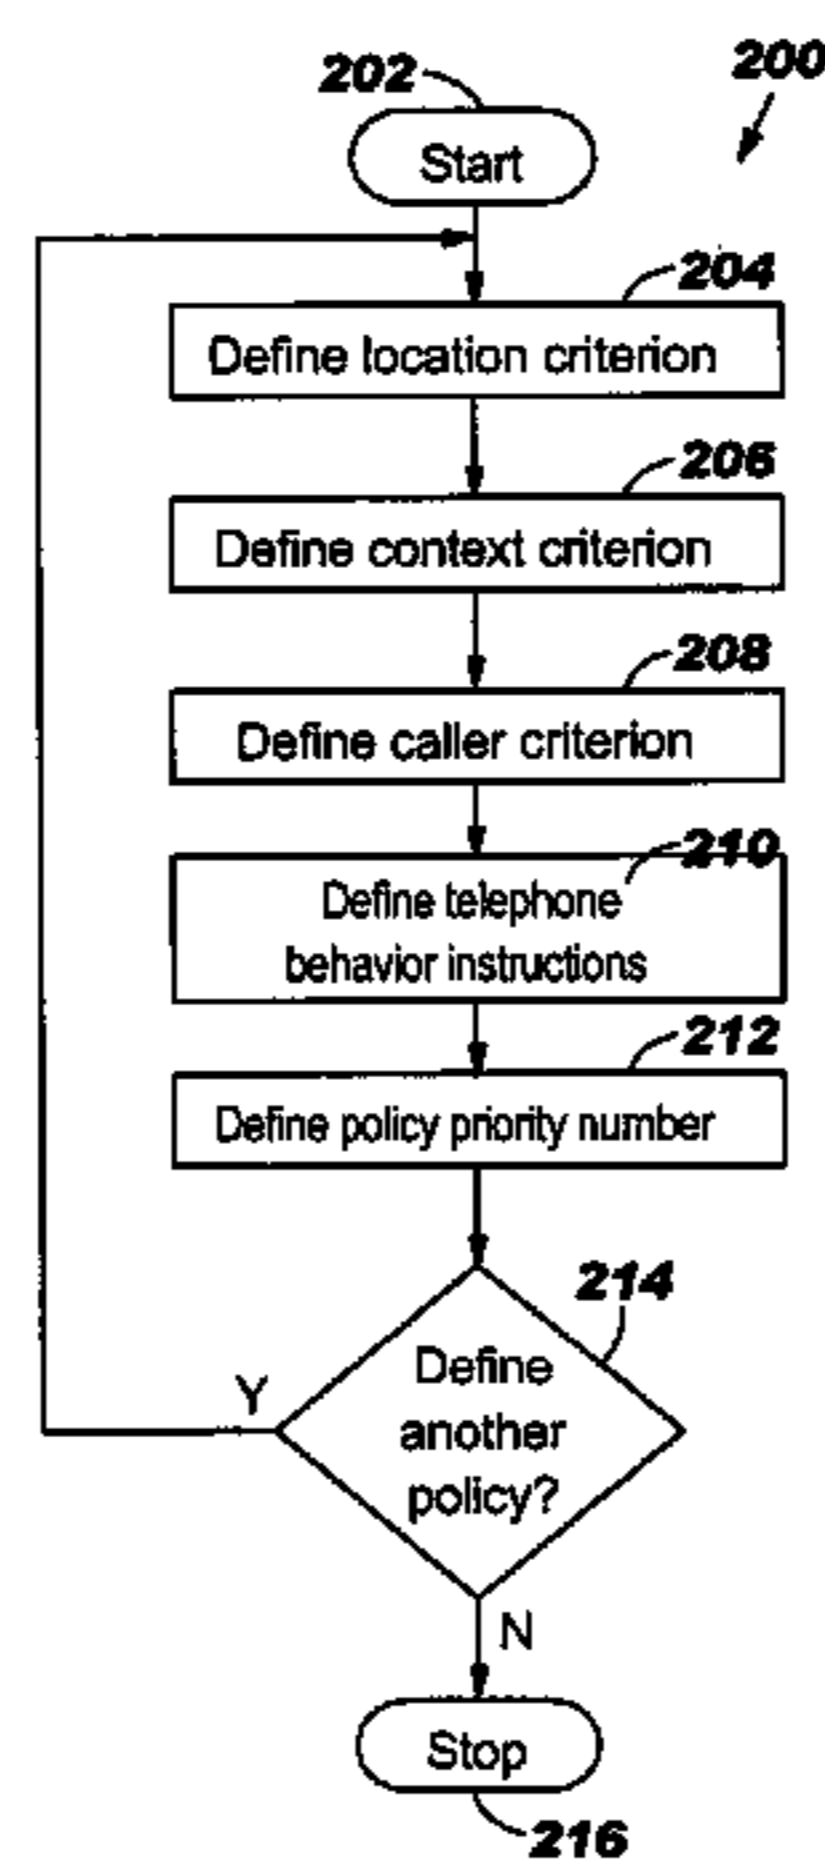 202
200
Start
204
Define location criterion
206
Define context criterion
208
Define caller criterion
210
Define telephone
behavior instructions
212
Define policy priority number
214
Define
another
policy?
Y
N
Stop
216